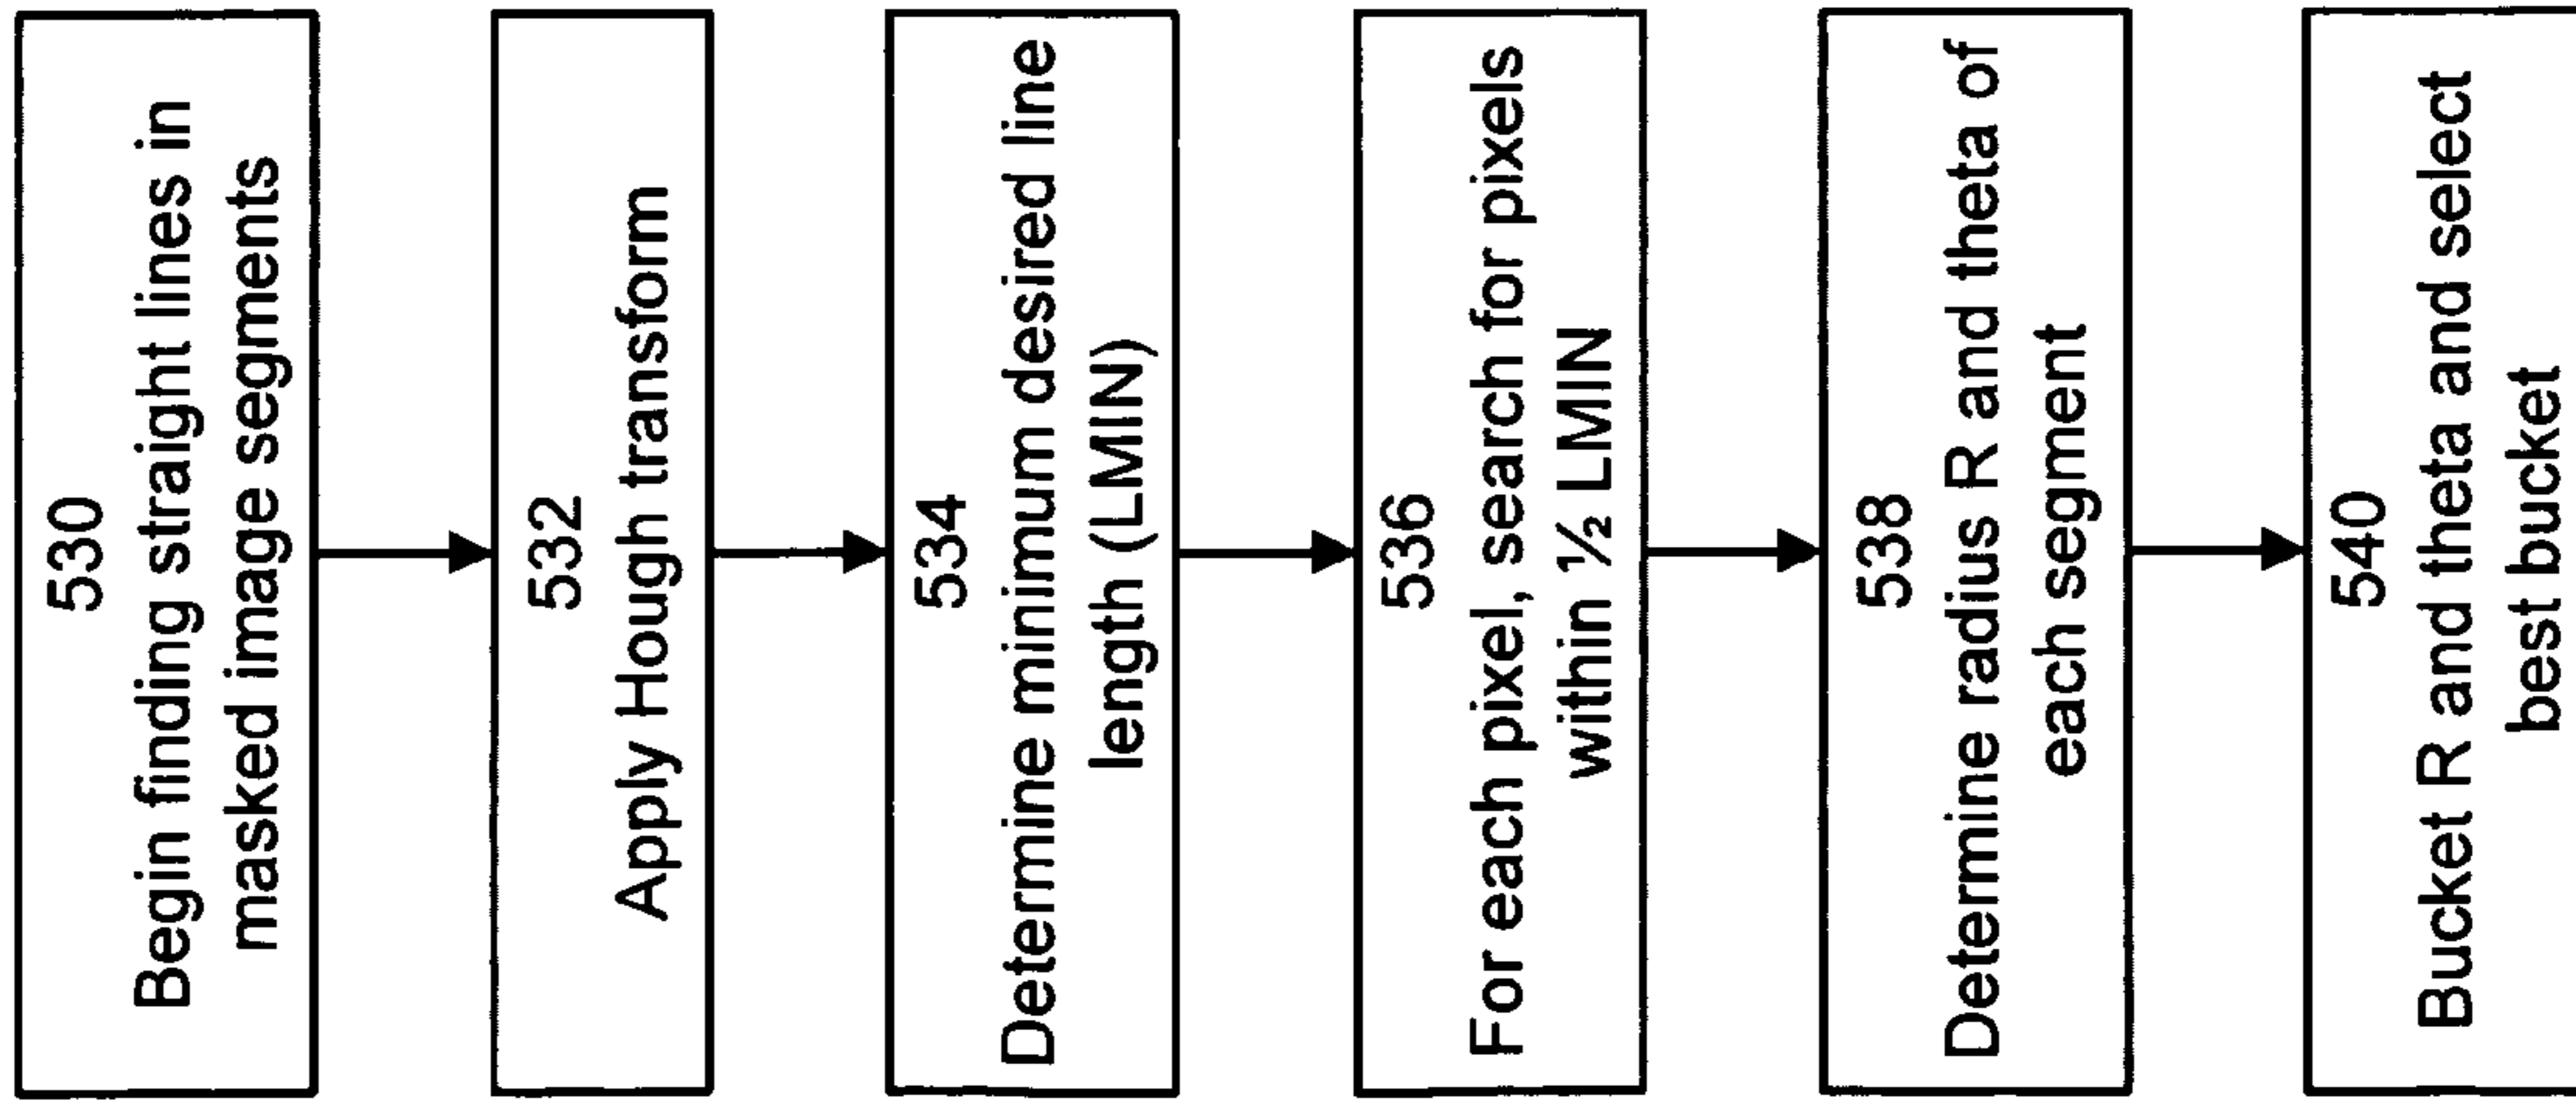 530
Begin finding straight lines in
masked image segments
532
Apply Hough transform
534
Determine minimum desired line
length (LMIN)
536
For each pixel, search for pixels
within ½ LMIN
538
Determine radius R and theta of
each segment
540
Bucket R and theta and select
best bucket